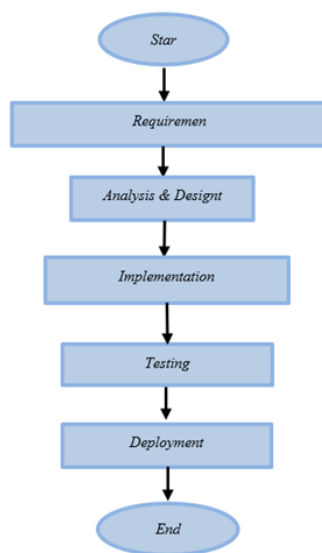 Star
Requiremen
Analysis & Designt
Implementation
Testing
Deployment
End